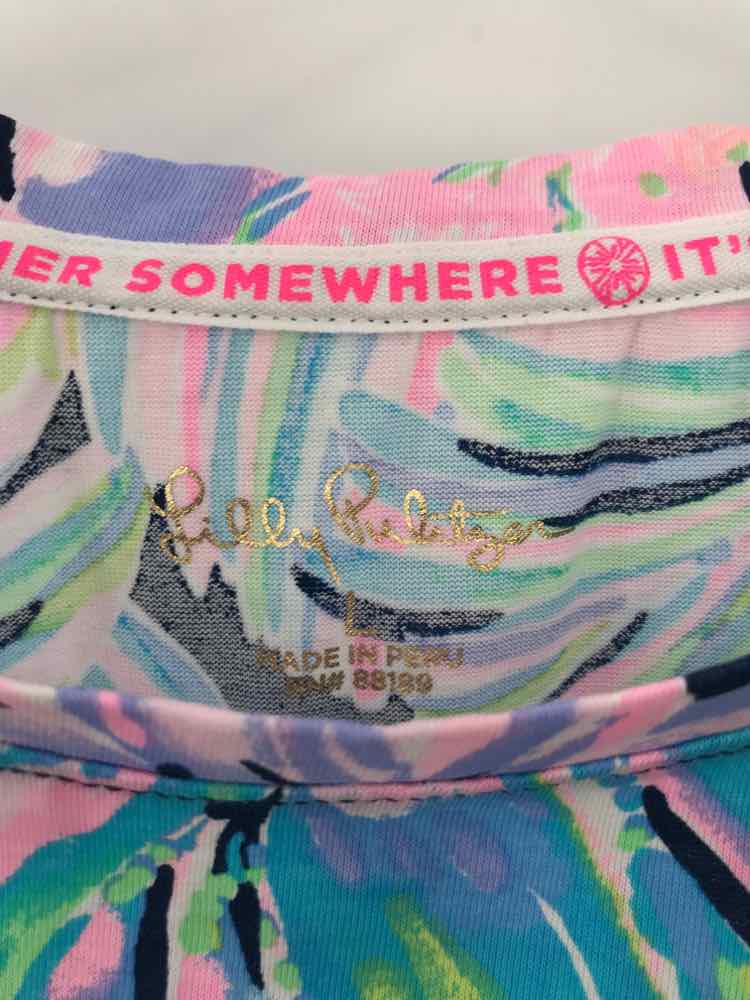 MER SOMEWHERE IT'
Lilly Pulitzer
L
MADE IN PERU
RN# 88189